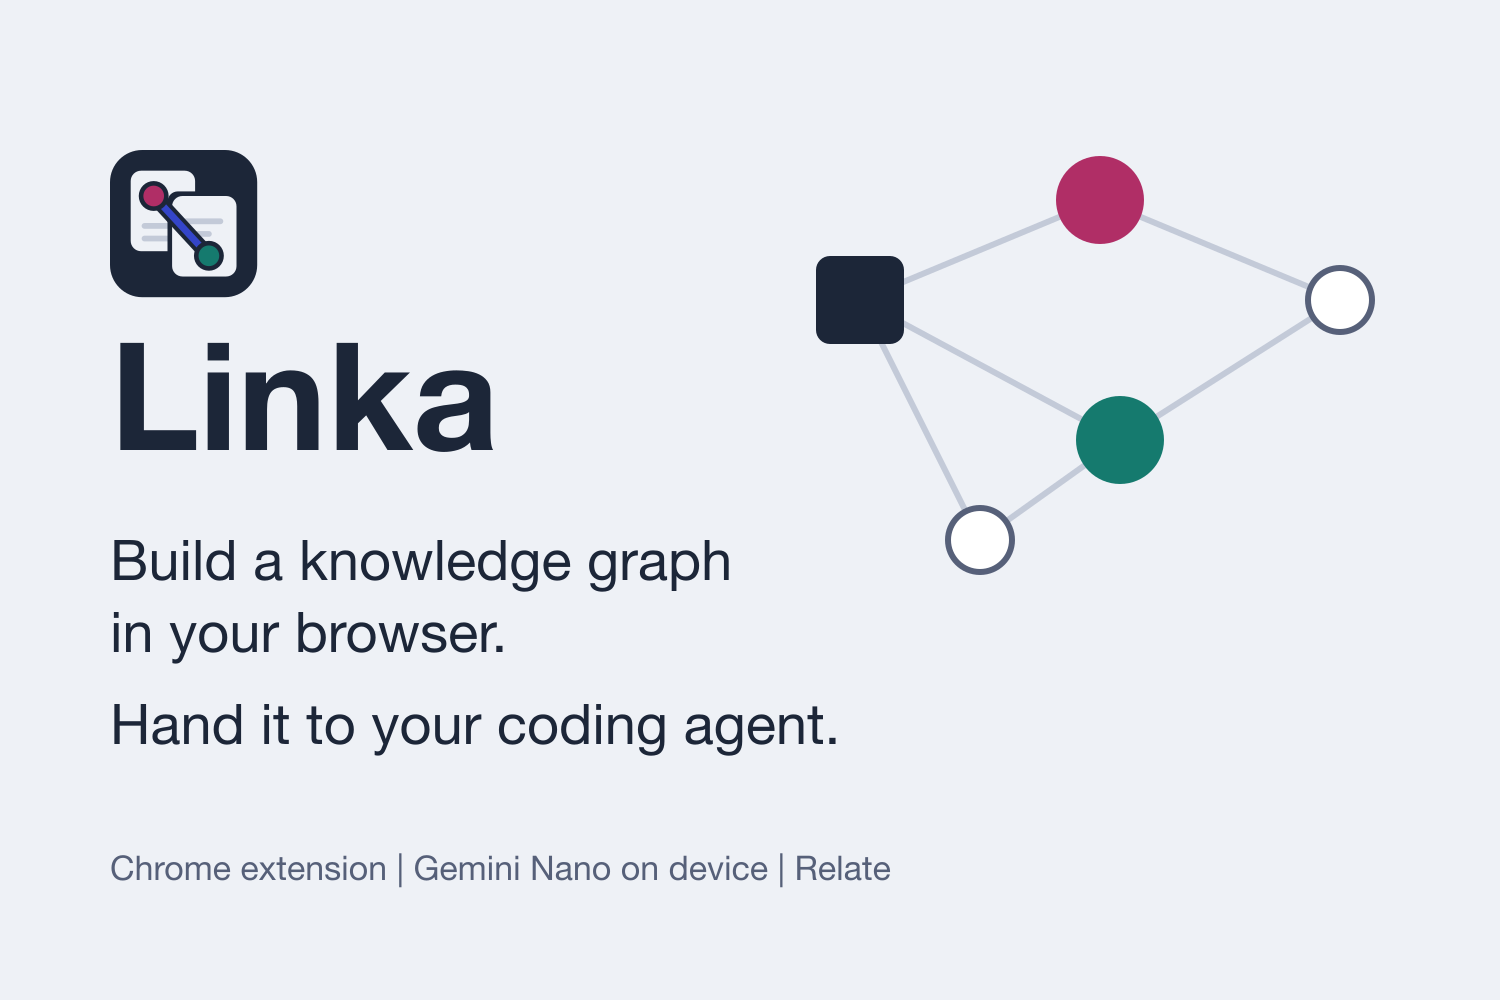 Linka
Build a knowledge graph
in your browser.
Hand it to your coding agent.
Chrome extension | Gemini Nano on device | Relate